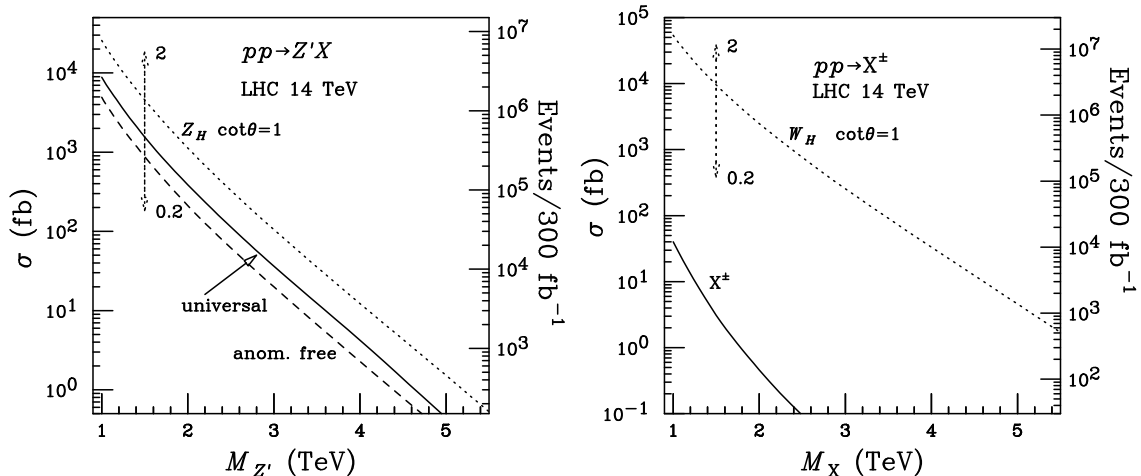 pp→Z'X
LHC 14 TeV
Z_H cotθ=1
2
0.2
universal
anom. free
σ (fb)
10^4
10^3
10^2
10^1
10^0
1 2 3 4 5
M_Z' (TeV)
10^7
10^6
10^5
10^4
10^3
Events/300 fb^−1
pp→X^±
LHC 14 TeV
W_H cotθ=1
2
0.2
X^±
σ (fb)
10^5
10^4
10^3
10^2
10^1
10^0
10^−1
1 2 3 4 5
M_X (TeV)
10^7
10^6
10^5
10^4
10^3
10^2
Events/300 fb^−1